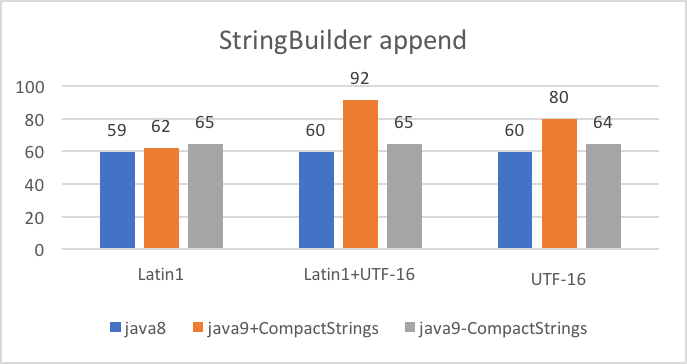 StringBuilder append
100
80
60
40
20
0
59 62 65
60 92 65
60 80 64
Latin1 Latin1+UTF-16 UTF-16
java8 java9+CompactStrings java9-CompactStrings